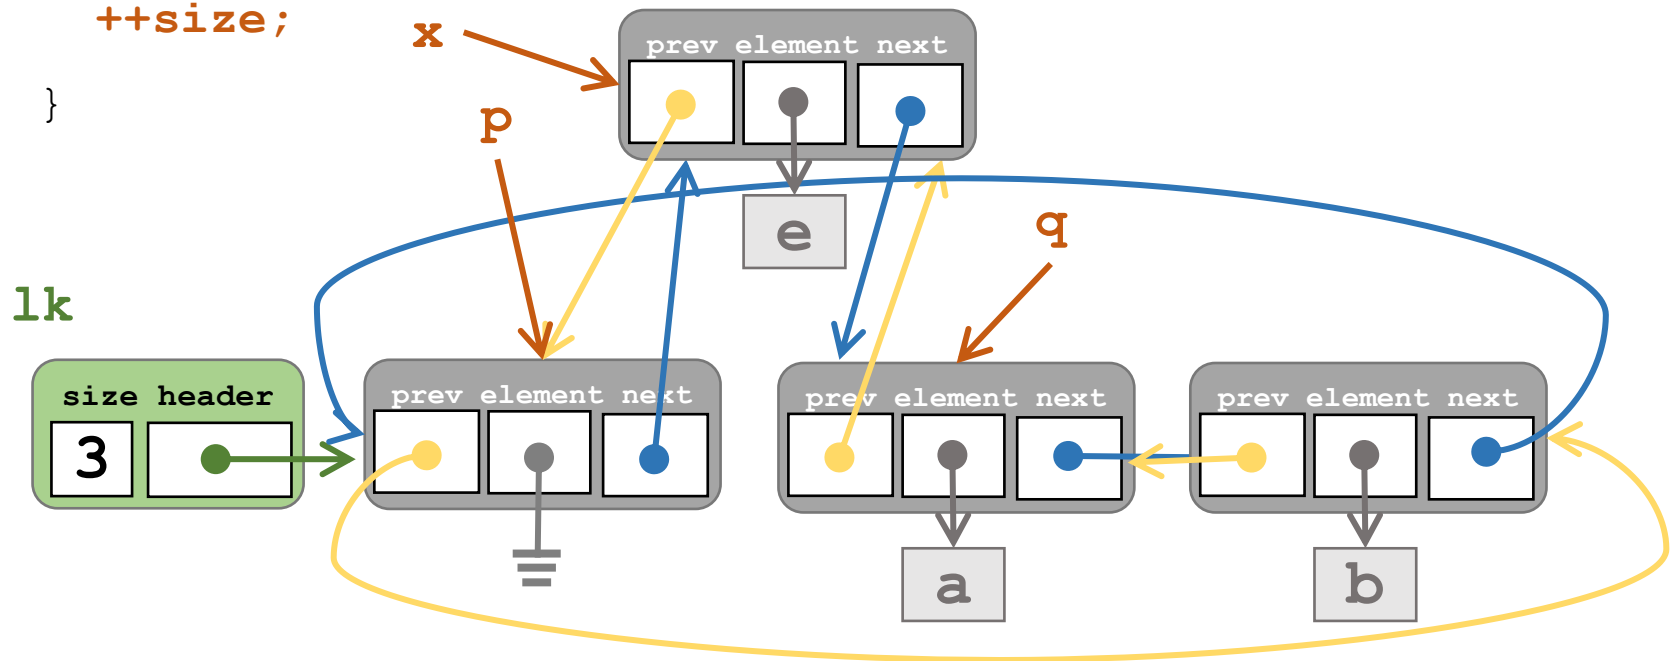 ++size;
x
prev element next
}
p
e
q
lk
size header
3
prev element next
prev element next
prev element next
a
b